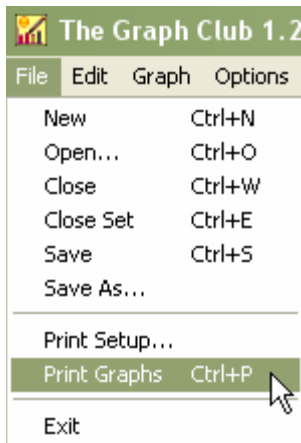 The Graph Club 1.2
File Edit Graph Options
New Ctrl+N
Open... Ctrl+O
Close Ctrl+W
Close Set Ctrl+E
Save Ctrl+S
Save As...
Print Setup...
Print Graphs Ctrl+P
Exit